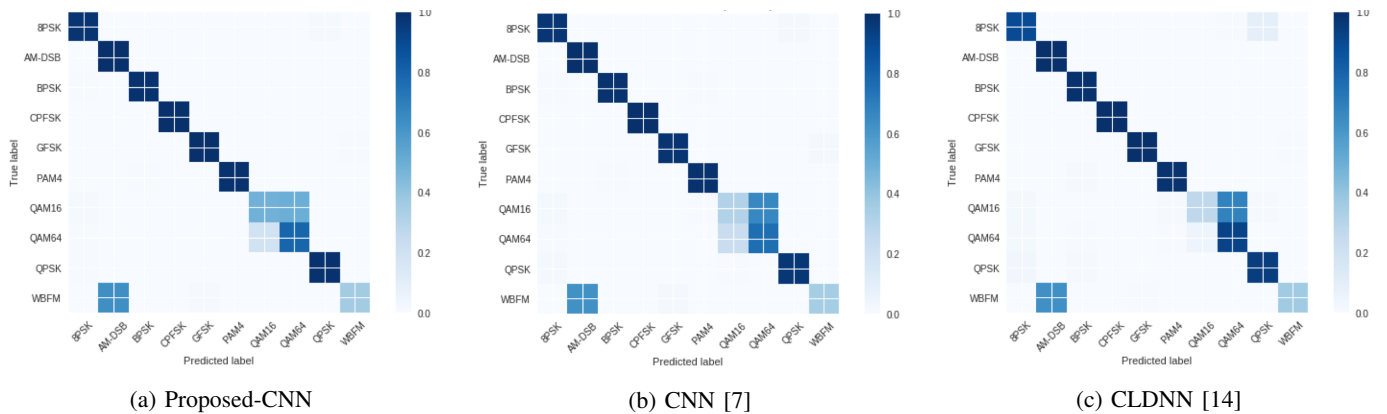 8PSK
AM-DSB
BPSK
CPFSK
GFSK
PAM4
QAM16
QAM64
QPSK
WBFM
True label
8PSK AM-DSB BPSK CPFSK GFSK PAM4 QAM16 QAM64 QPSK WBFM
Predicted label
1.0
0.8
0.6
0.4
0.2
0.0
(a) Proposed-CNN
8PSK
AM-DSB
BPSK
CPFSK
GFSK
PAM4
QAM16
QAM64
QPSK
WBFM
True label
8PSK AM-DSB BPSK CPFSK GFSK PAM4 QAM16 QAM64 QPSK WBFM
Predicted label
1.0
0.8
0.6
0.4
0.2
0.0
(b) CNN [7]
8PSK
AM-DSB
BPSK
CPFSK
GFSK
PAM4
QAM16
QAM64
QPSK
WBFM
True label
8PSK AM-DSB BPSK CPFSK GFSK PAM4 QAM16 QAM64 QPSK WBFM
Predicted label
1.0
0.8
0.6
0.4
0.2
0.0
(c) CLDNN [14]